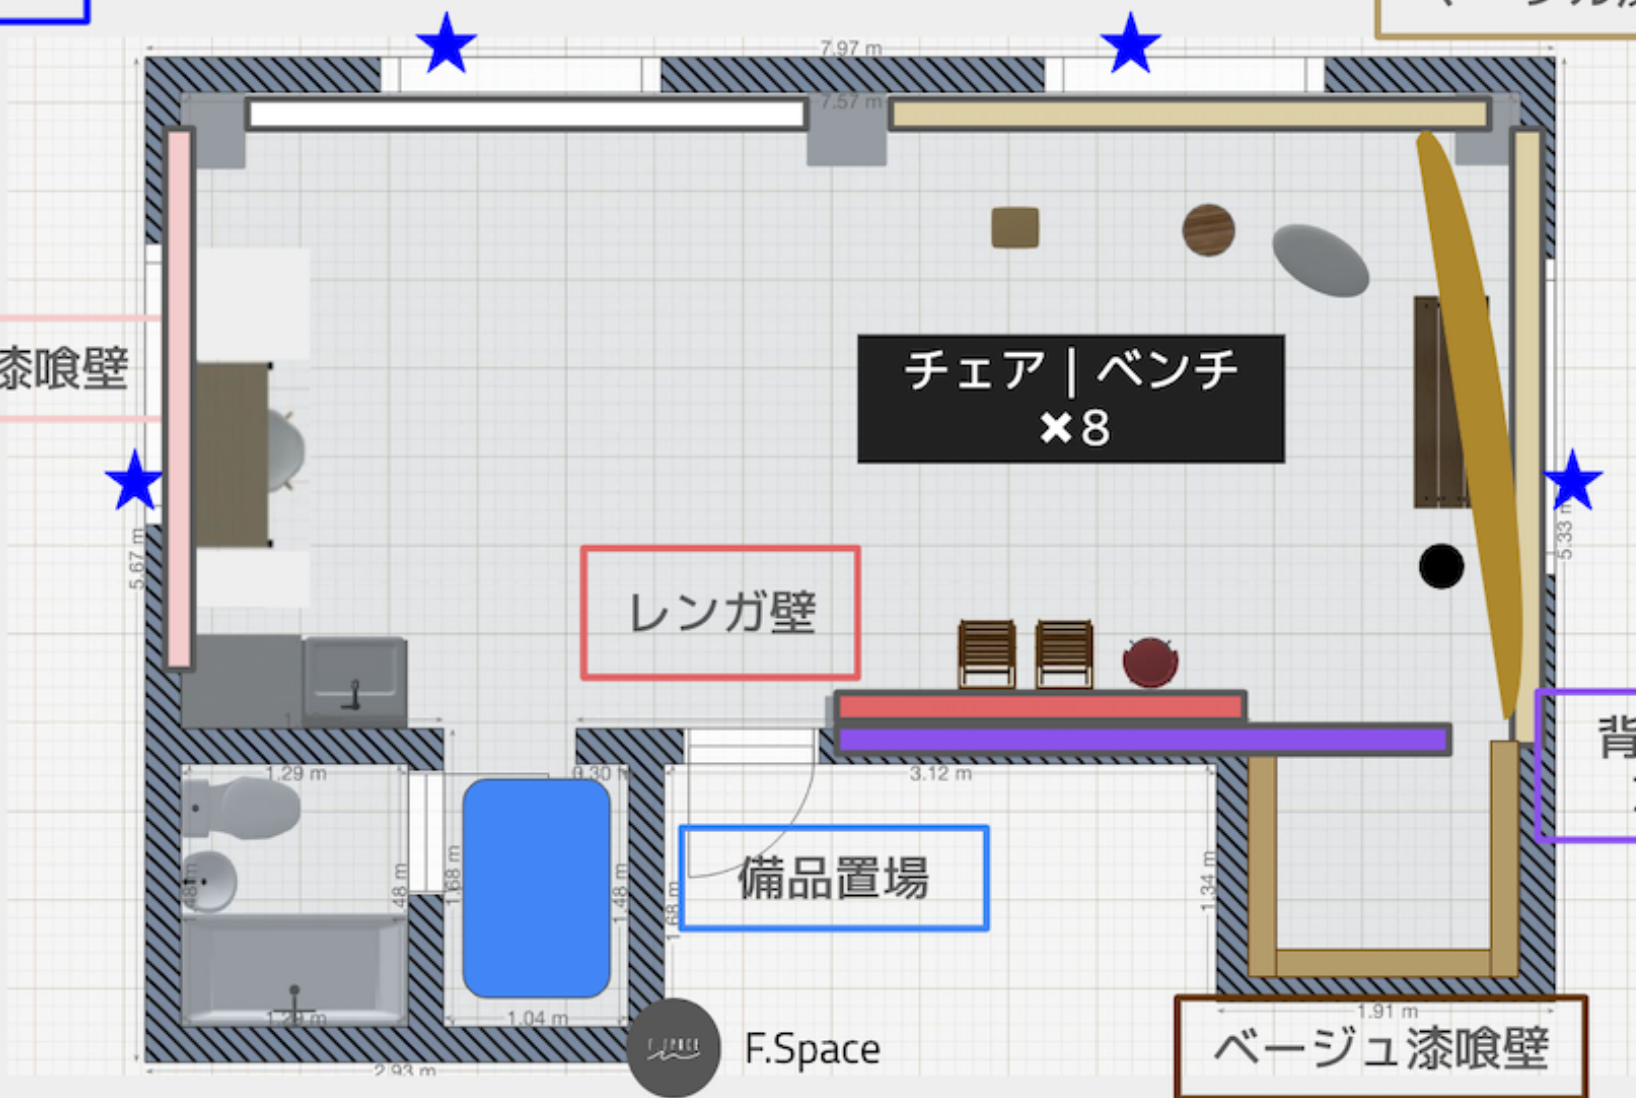 7.97 m
7.57 m
漆喰壁
チェア｜ベンチ
✖8
5.67 m
5.33 m
レンガ壁
背
1.29 m
0.30
3.12 m
備品置場
1.48 m
1.68 m
1.48 m
1.68 m
1.34 m
1.04 m
1.91 m
F.SPACE
F.Space
ベージュ漆喰壁
2.93 m